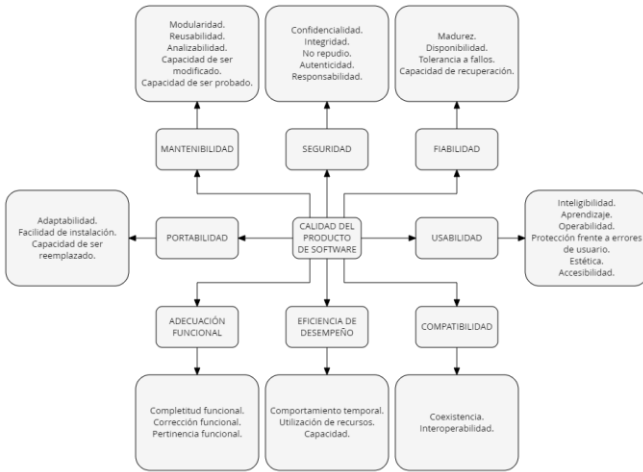 Modularidad.
Reusabilidad.
Analizabilidad.
Capacidad de ser
modificado.
Capacidad de ser probado.
Confidencialidad.
Integridad.
No repudio.
Autenticidad.
Responsabilidad.
Madurez.
Disponibilidad.
Tolerancia a fallos.
Capacidad de recuperación.
MANTENIBILIDAD
SEGURIDAD
FIABILIDAD
Adaptabilidad.
Facilidad de instalación.
Capacidad de ser
reemplazado.
PORTABILIDAD
CALIDAD DEL
PRODUCTO
DE SOFTWARE
USABILIDAD
Inteligibilidad.
Aprendizaje.
Operabilidad.
Protección frente a errores
de usuario.
Estética.
Accesibilidad.
ADECUACIÓN
FUNCIONAL
EFICIENCIA DE
DESEMPEÑO
COMPATIBILIDAD
Completitud funcional.
Corrección funcional.
Pertinencia funcional.
Comportamiento temporal.
Utilización de recursos.
Capacidad.
Coexistencia.
Interoperabilidad.